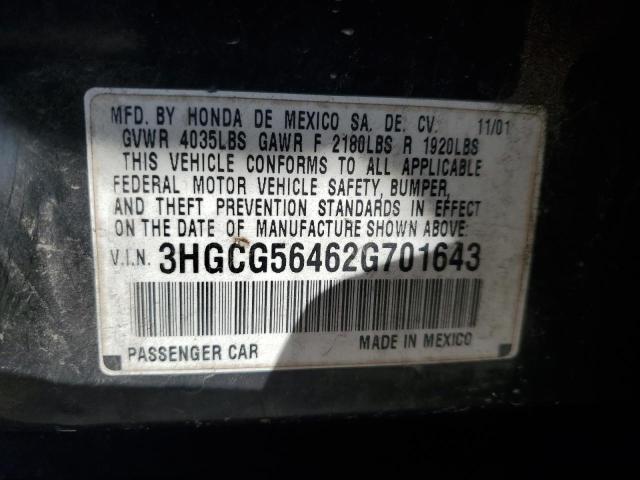 MFD. BY HONDA DE MEXICO SA. DE. CV. 11/01
GVWR 4035LBS GAWR F 2180LBS R 1920LBS
THIS VEHICLE CONFORMS TO ALL APPLICABLE
FEDERAL MOTOR VEHICLE SAFETY, BUMPER,
AND THEFT PREVENTION STANDARDS IN EFFECT
ON THE DATE OF MANUFACTURE SHOWN ABOVE.
V.I.N. 3HGCG56462G701643
PASSENGER CAR MADE IN MEXICO